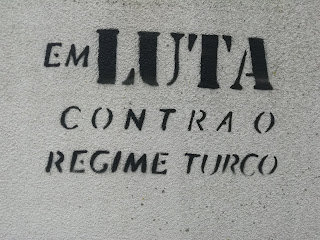 EM LUTA
CONTRA O
REGIME TURCO